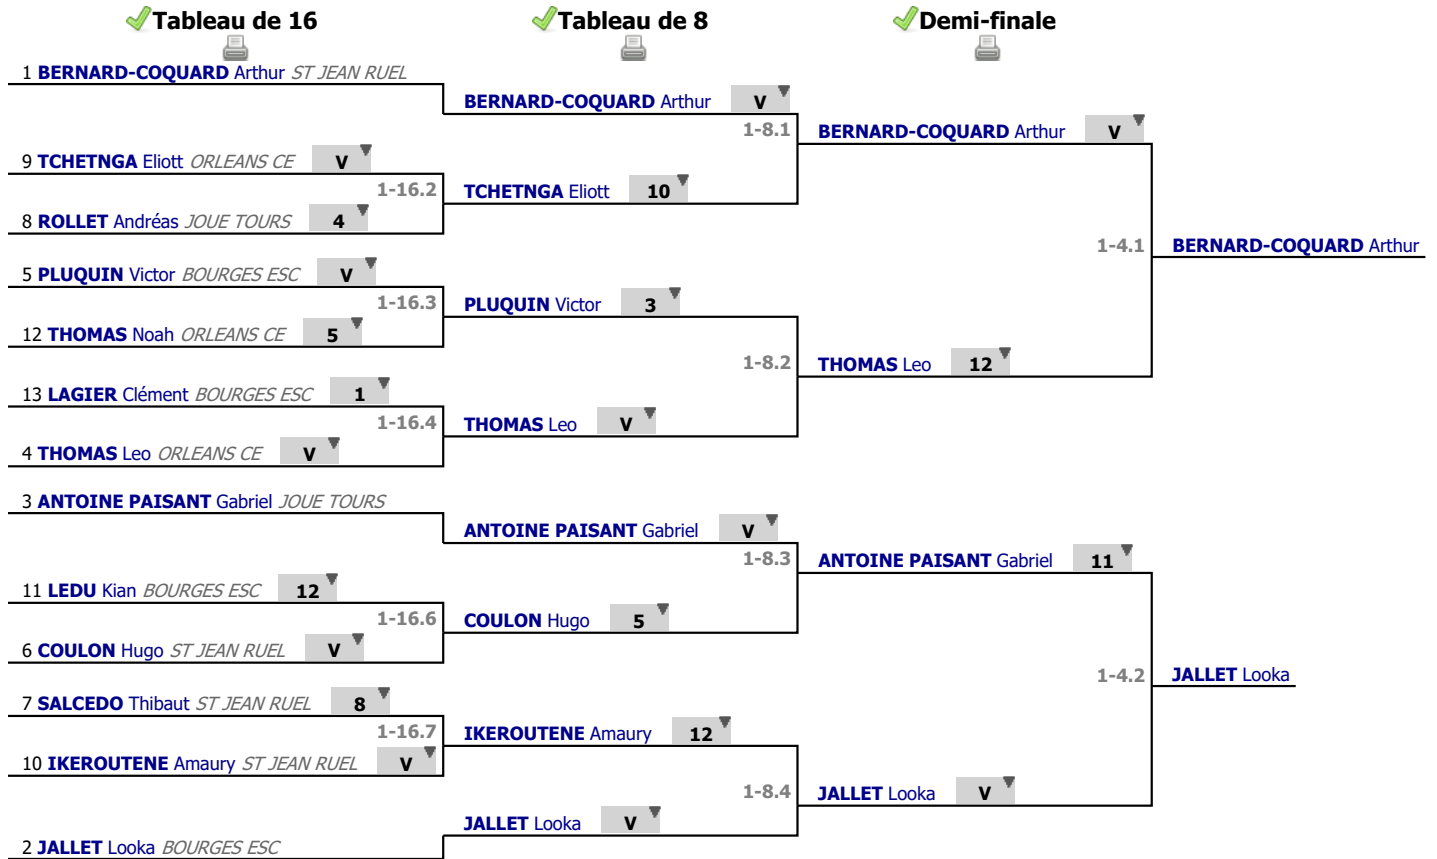 Tableau de 16
Tableau de 8
Demi-finale
1 BERNARD-COQUARD Arthur ST JEAN RUEL
9 TCHETNGA Eliott ORLEANS CE V
1-16.2
8 ROLLET Andréas JOUE TOURS 4
5 PLUQUIN Victor BOURGES ESC V
1-16.3
12 THOMAS Noah ORLEANS CE 5
13 LAGIER Clément BOURGES ESC 1
1-16.4
4 THOMAS Leo ORLEANS CE V
3 ANTOINE PAISANT Gabriel JOUE TOURS
11 LEDU Kian BOURGES ESC 12
1-16.6
6 COULON Hugo ST JEAN RUEL V
7 SALCEDO Thibaut ST JEAN RUEL 8
1-16.7
10 IKEROUTENE Amaury ST JEAN RUEL V
2 JALLET Looka BOURGES ESC
BERNARD-COQUARD Arthur V
1-8.1
TCHETNGA Eliott 10
PLUQUIN Victor 3
1-8.2
THOMAS Leo V
ANTOINE PAISANT Gabriel V
1-8.3
COULON Hugo 5
IKEROUTENE Amaury 12
1-8.4
JALLET Looka V
BERNARD-COQUARD Arthur V
1-4.1
THOMAS Leo 12
ANTOINE PAISANT Gabriel 11
1-4.2
JALLET Looka V
BERNARD-COQUARD Arthur
JALLET Looka